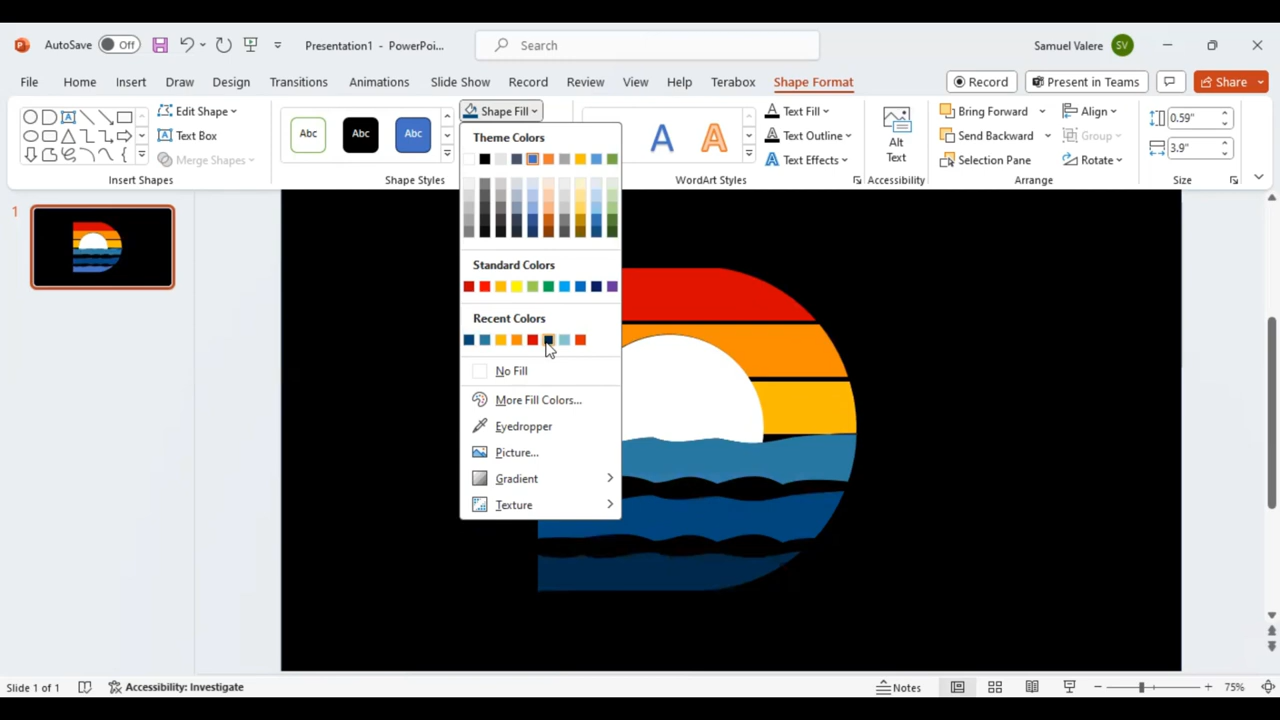 AutoSave Off Presentation1 - PowerPoi... Search Samuel Valere SV
File Home Insert Draw Design Transitions Animations Slide Show Record Review View Help Terabox Shape Format Record Present in Teams Share
Edit Shape
Text Box
Merge Shapes
Insert Shapes
Abc Abc Abc
Shape Styles
Shape Fill
Theme Colors
Standard Colors
Recent Colors
No Fill
More Fill Colors...
Eyedropper
Picture...
Gradient
Texture
A A
Text Fill
Text Outline
Text Effects
WordArt Styles
Alt
Text
Accessibility
Bring Forward
Send Backward
Selection Pane
Align
Group
Rotate
Arrange
0.59"
3.9"
Size
1
Slide 1 of 1 Accessibility: Investigate Notes 75%